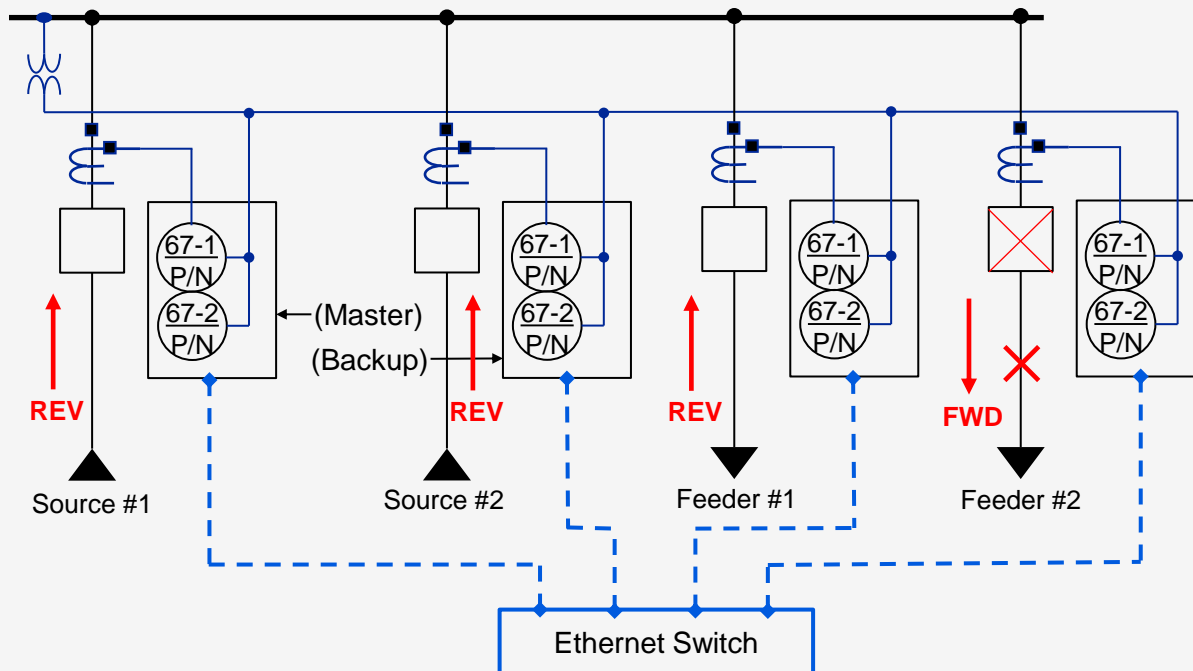 67-1
P/N
67-2
P/N
67-1
P/N
67-2
P/N
67-1
P/N
67-2
P/N
67-1
P/N
67-2
P/N
(Master)
(Backup)
REV
REV
REV
FWD
Source #1
Source #2
Feeder #1
Feeder #2
Ethernet Switch